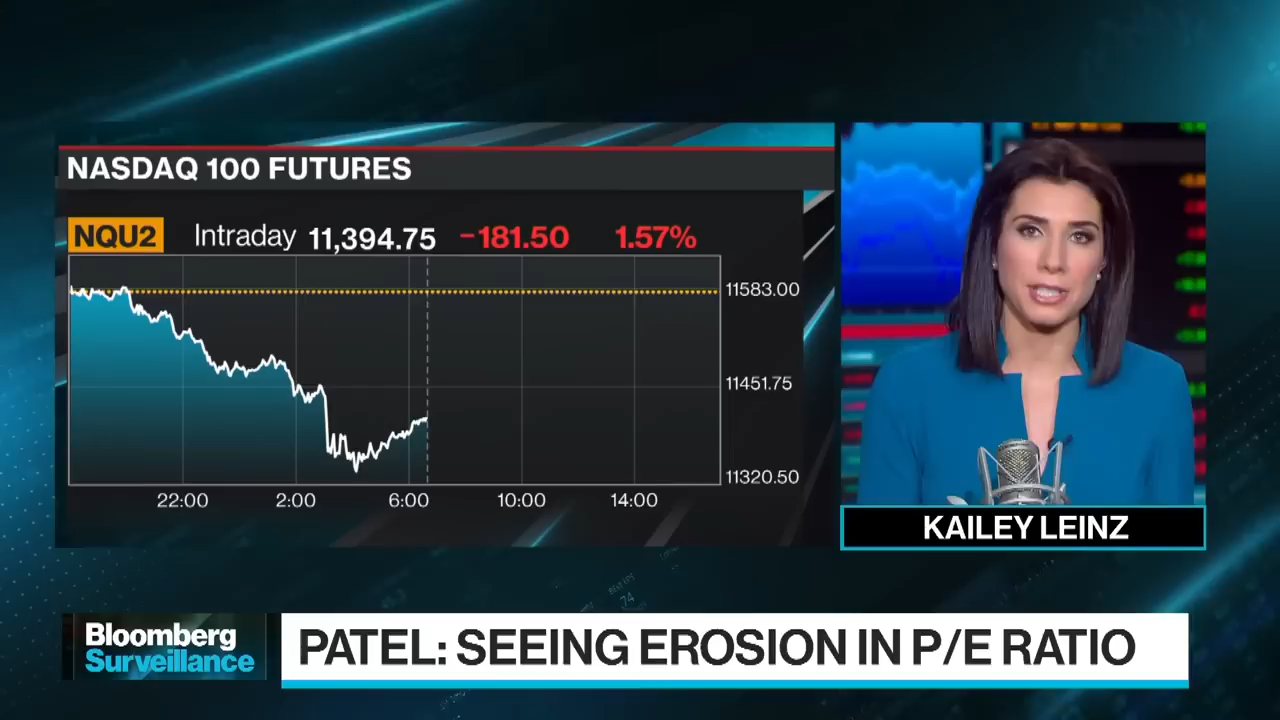 NASDAQ 100 FUTURES
NQU2 Intraday 11,394.75 -181.50 1.57%
11583.00
11451.75
11320.50
22:00 2:00 6:00 10:00 14:00
KAILEY LEINZ
Bloomberg
Surveillance
PATEL: SEEING EROSION IN P/E RATIO